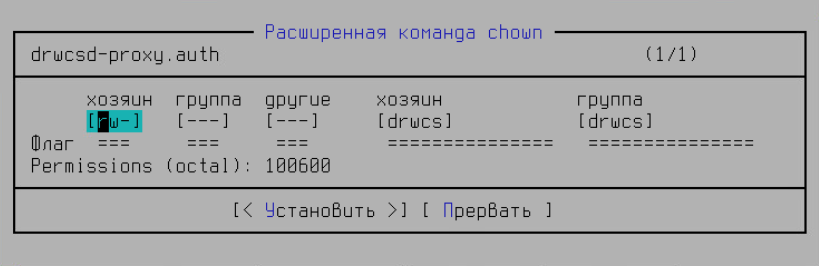 Расширенная команда chown
drwcsd-proxy.auth (1/1)
хозяин группа другие хозяин группа
[rw-] [---] [---] [drwcs] [drwcs]
Флаг === === === =============== ===============
Permissions (octal): 100600
[< Установить >] [ Прервать ]